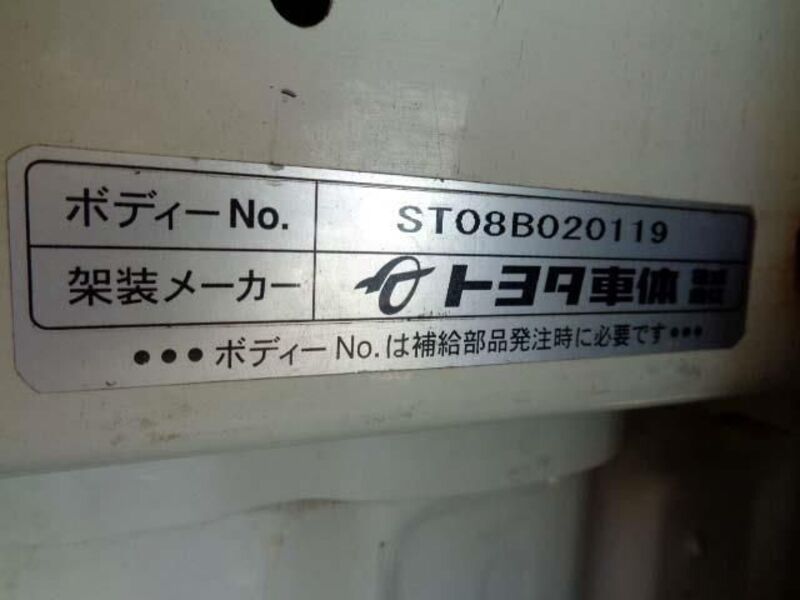 ボディーNo. ST08B020119
架装メーカー トヨタ車体
•••ボディーNo.は補給部品発注時に必要です•••